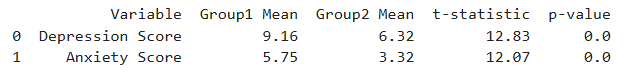 Variable Group1 Mean Group2 Mean t-statistic p-value
0 Depression Score 9.16 6.32 12.83 0.0
1 Anxiety Score 5.75 3.32 12.07 0.0